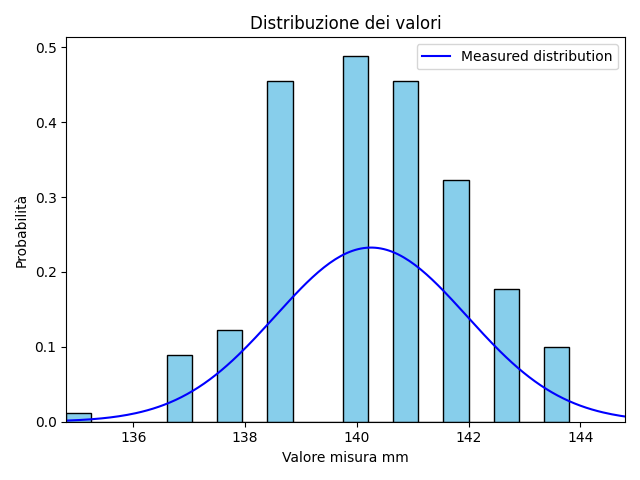 Distribuzione dei valori
Measured distribution
0.5
0.4
0.3
0.2
0.1
0.0
Probabilità
136
138
140
142
144
Valore misura mm